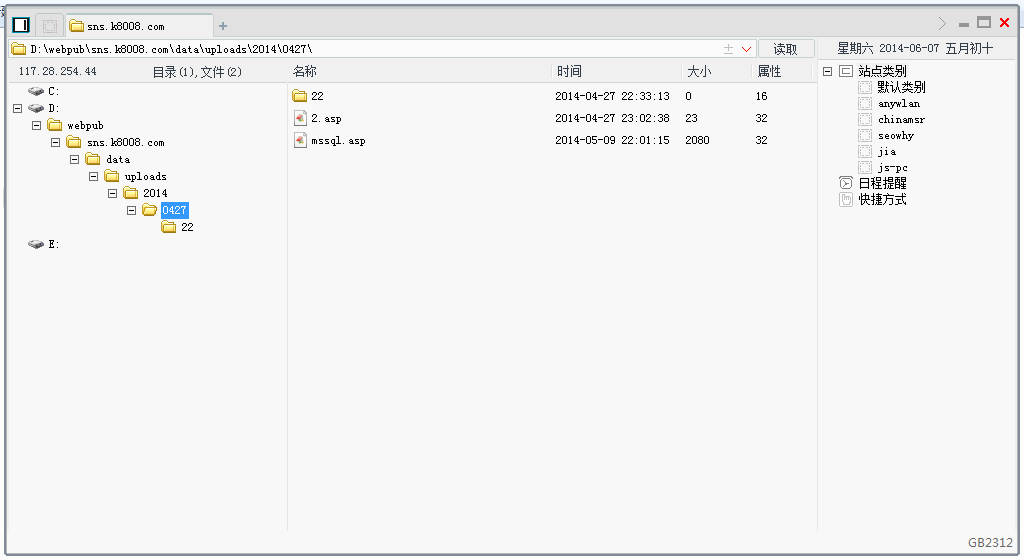 sns.k8008.com
D:\webpub\sns.k8008.com\data\uploads\2014\0427\ 读取 星期六 2014-06-07 五月初十
117.28.254.44 目录(1),文件(2) 名称 时间 大小 属性
C:
D:
webpub
sns.k8008.com
data
uploads
2014
0427
22
E:
22 2014-04-27 22:33:13 0 16
2.asp 2014-04-27 23:02:38 23 32
mssql.asp 2014-05-09 22:01:15 2080 32
站点类别
默认类别
anywlan
chinamsr
seowhy
jia
js-pc
日程提醒
快捷方式
GB2312